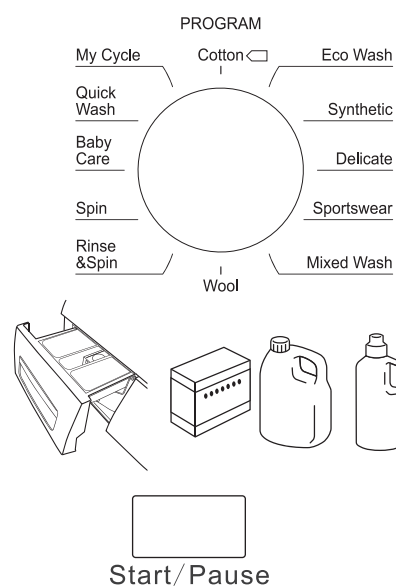 PROGRAM
My Cycle
Cotton
Eco Wash
Quick
Wash
Synthetic
Baby
Care
Delicate
Spin
Sportswear
Rinse
&Spin
Mixed Wash
Wool
Start/Pause